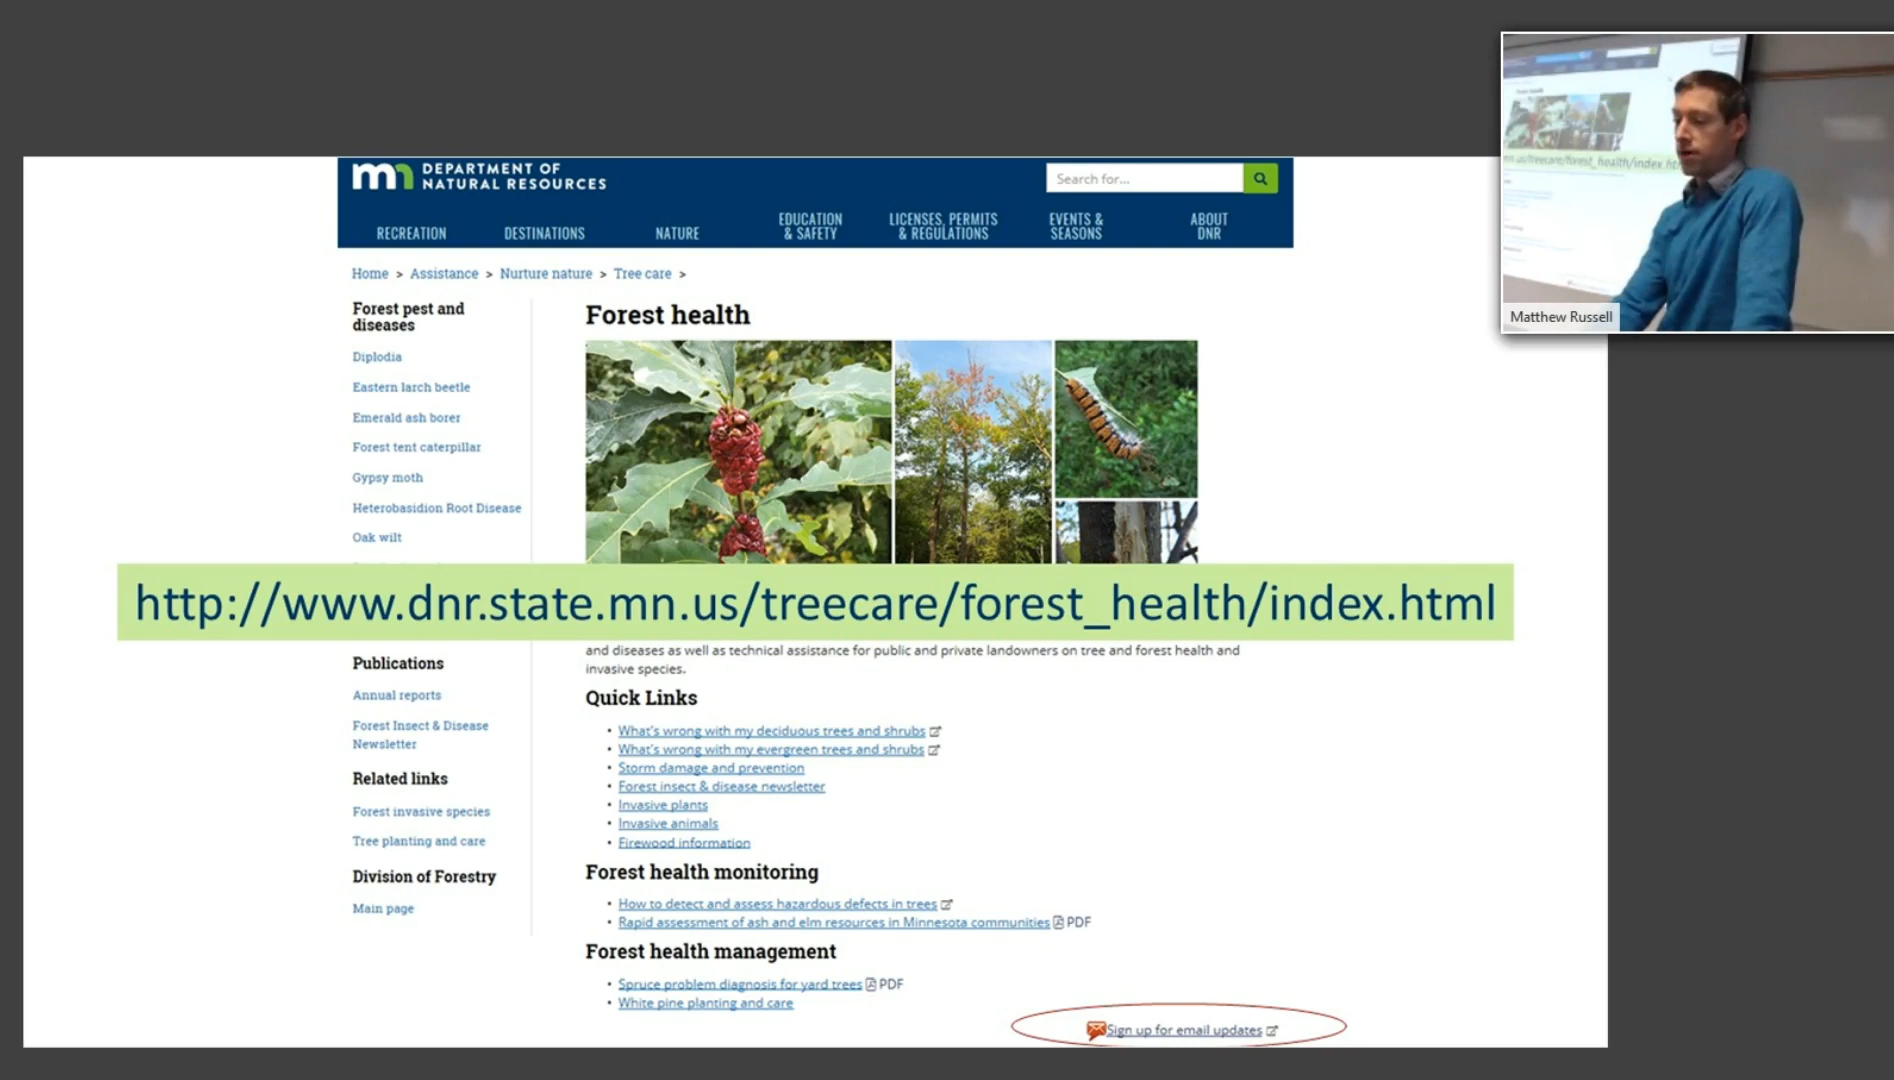 DEPARTMENT OF
NATURAL RESOURCES
Search for...
RECREATION
DESTINATIONS
NATURE
EDUCATION
& SAFETY
LICENSES, PERMITS
& REGULATIONS
EVENTS &
SEASONS
ABOUT
DNR
Home > Assistance > Nurture nature > Tree care >
Forest pest and
diseases
Diplodia
Eastern larch beetle
Emerald ash borer
Forest tent caterpillar
Gypsy moth
Heterobasidion Root Disease
Oak wilt
Forest health
http://www.dnr.state.mn.us/treecare/forest_health/index.html
Publications
Annual reports
Forest Insect & Disease
Newsletter
Related links
Forest invasive species
Tree planting and care
Division of Forestry
Main page
and diseases as well as technical assistance for public and private landowners on tree and forest health and
invasive species.
Quick Links
• What's wrong with my deciduous trees and shrubs
• What's wrong with my evergreen trees and shrubs
• Storm damage and prevention
• Forest insect & disease newsletter
• Invasive plants
• Invasive animals
• Firewood information
Forest health monitoring
• How to detect and assess hazardous defects in trees
• Rapid assessment of ash and elm resources in Minnesota communities PDF
Forest health management
• Spruce problem diagnosis for yard trees PDF
• White pine planting and care
Sign up for email updates
mn.us/treecare/forest_health/index.ht
Matthew Russell